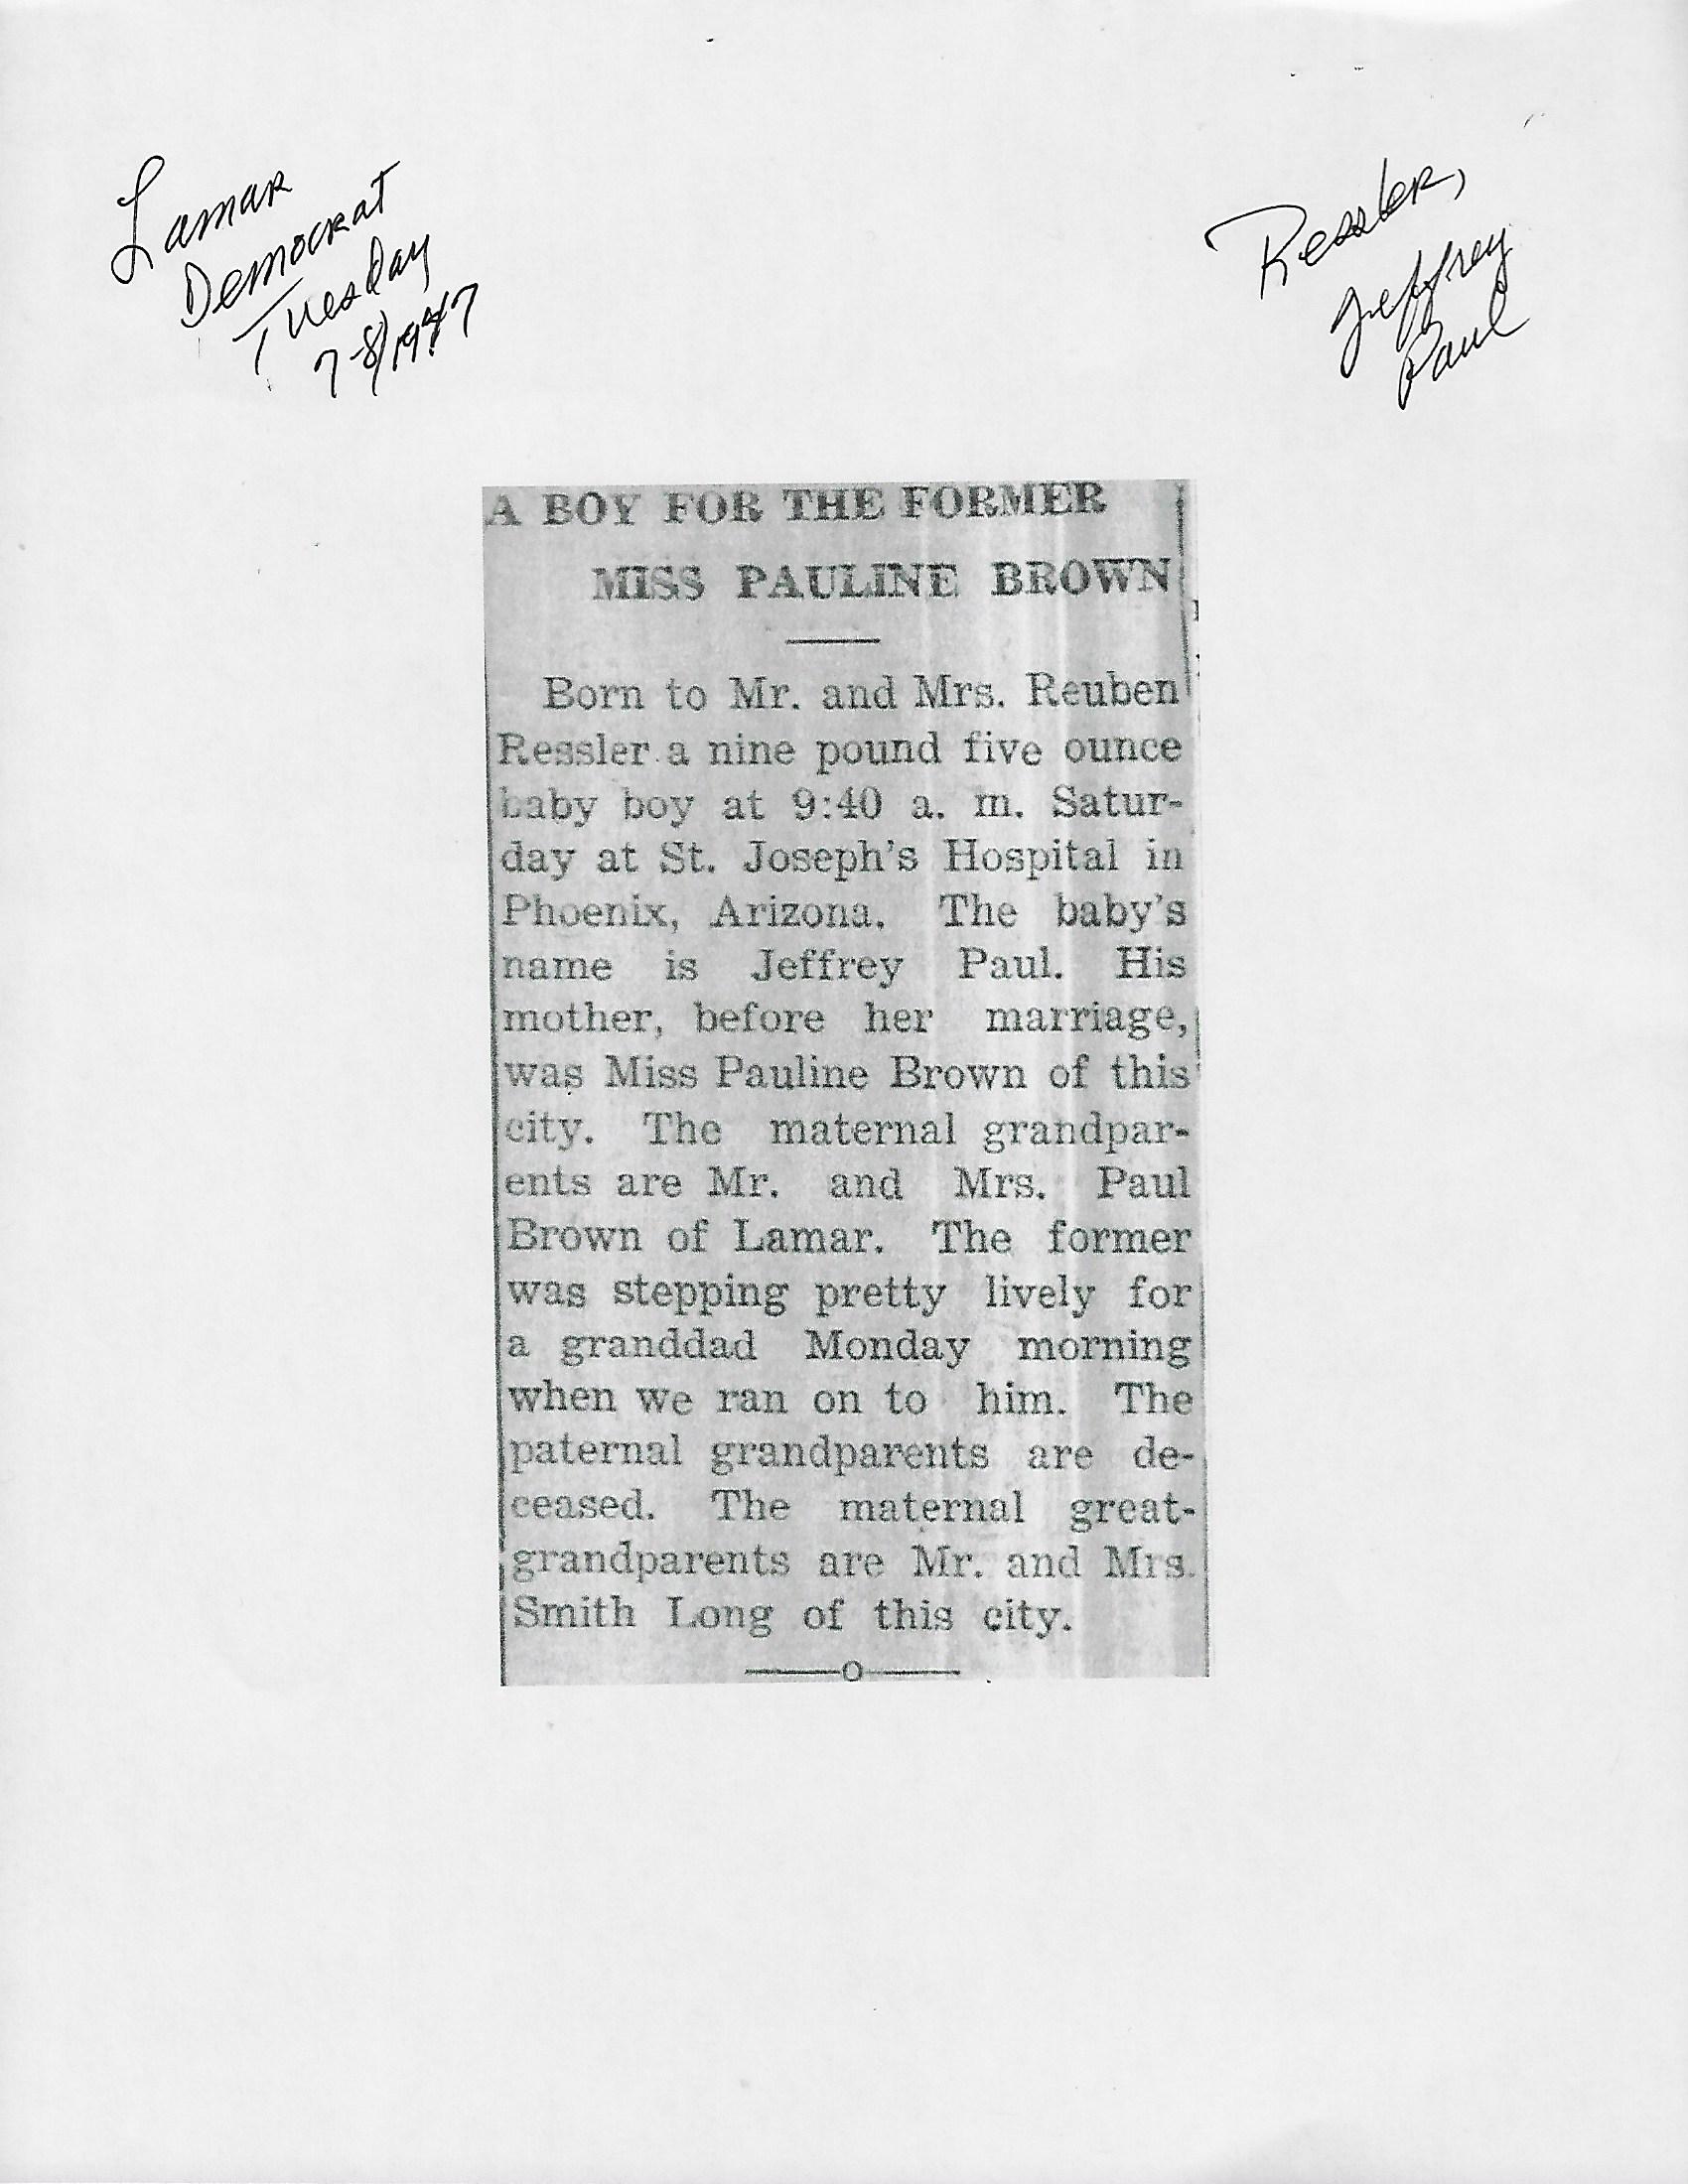 Lamar
Democrat
Tuesday
7-8/1947
Ressler,
Jeffrey
Paul
A BOY FOR THE FORMER
MISS PAULINE BROWN
Born to Mr. and Mrs. Reuben
Ressler a nine pound five ounce
baby boy at 9:40 a. m. Satur-
day at St. Joseph's Hospital in
Phoenix, Arizona. The baby's
name is Jeffrey Paul. His
mother, before her marriage,
was Miss Pauline Brown of this
city. The maternal grandpar-
ents are Mr. and Mrs. Paul
Brown of Lamar. The former
was stepping pretty lively for
a granddad Monday morning
when we ran on to him. The
paternal grandparents are de-
ceased. The maternal great-
grandparents are Mr. and Mrs.
Smith Long of this city.